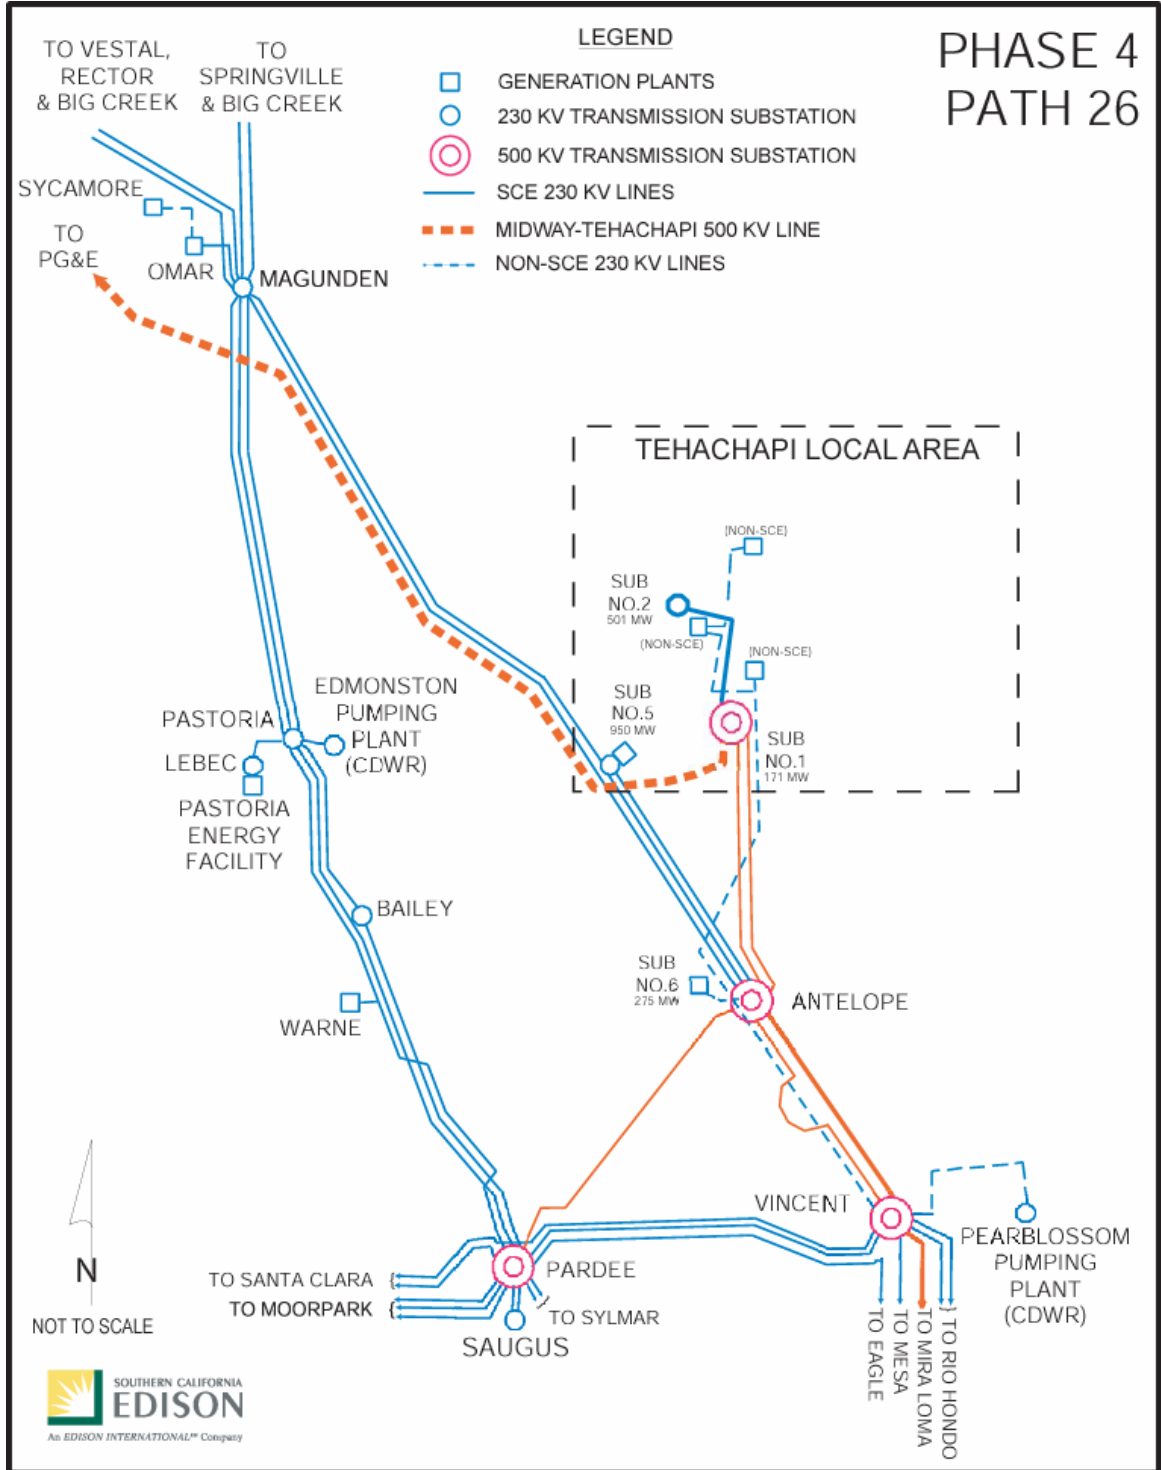 PHASE 4
PATH 26
LEGEND
GENERATION PLANTS
230 KV TRANSMISSION SUBSTATION
500 KV TRANSMISSION SUBSTATION
SCE 230 KV LINES
MIDWAY-TEHACHAPI 500 KV LINE
NON-SCE 230 KV LINES
TO VESTAL,
RECTOR
& BIG CREEK
TO
SPRINGVILLE
& BIG CREEK
SYCAMORE
TO
PG&E
OMAR
MAGUNDEN
TEHACHAPI LOCAL AREA
(NON-SCE)
SUB
NO.2
501 MW
(NON-SCE)
(NON-SCE)
SUB
NO.5
950 MW
SUB
NO.1
171 MW
EDMONSTON
PUMPING
PLANT
(CDWR)
PASTORIA
LEBEC
PASTORIA
ENERGY
FACILITY
BAILEY
WARNE
SUB
NO.6
275 MW
ANTELOPE
VINCENT
PEARBLOSSOM
PUMPING
PLANT
(CDWR)
PARDEE
TO SANTA CLARA {
TO MOORPARK {
} TO SYLMAR
SAUGUS
TO EAGLE
TO MESA
TO MIRA LOMA
} TO RIO HONDO
N
NOT TO SCALE
SOUTHERN CALIFORNIA
EDISON
An EDISON INTERNATIONAL℠ Company